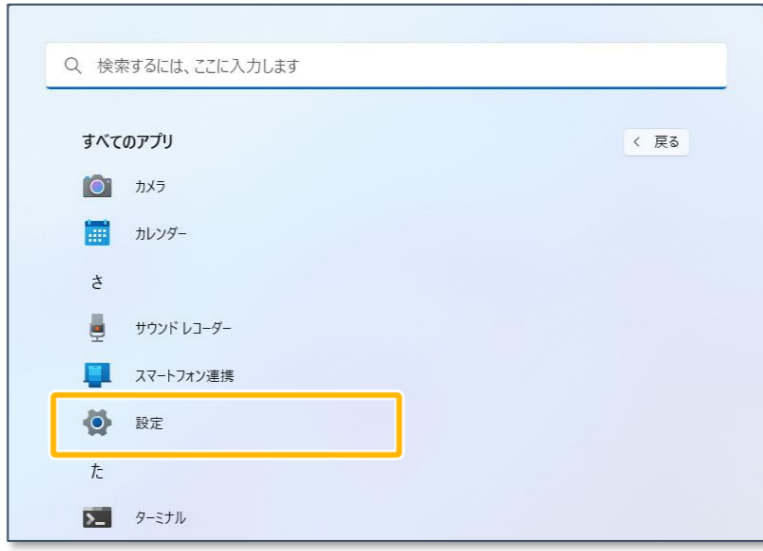 検索するには、ここに入力します
すべてのアプリ
戻る
カメラ
カレンダー
さ
サウンド レコーダー
スマートフォン連携
設定
た
ターミナル